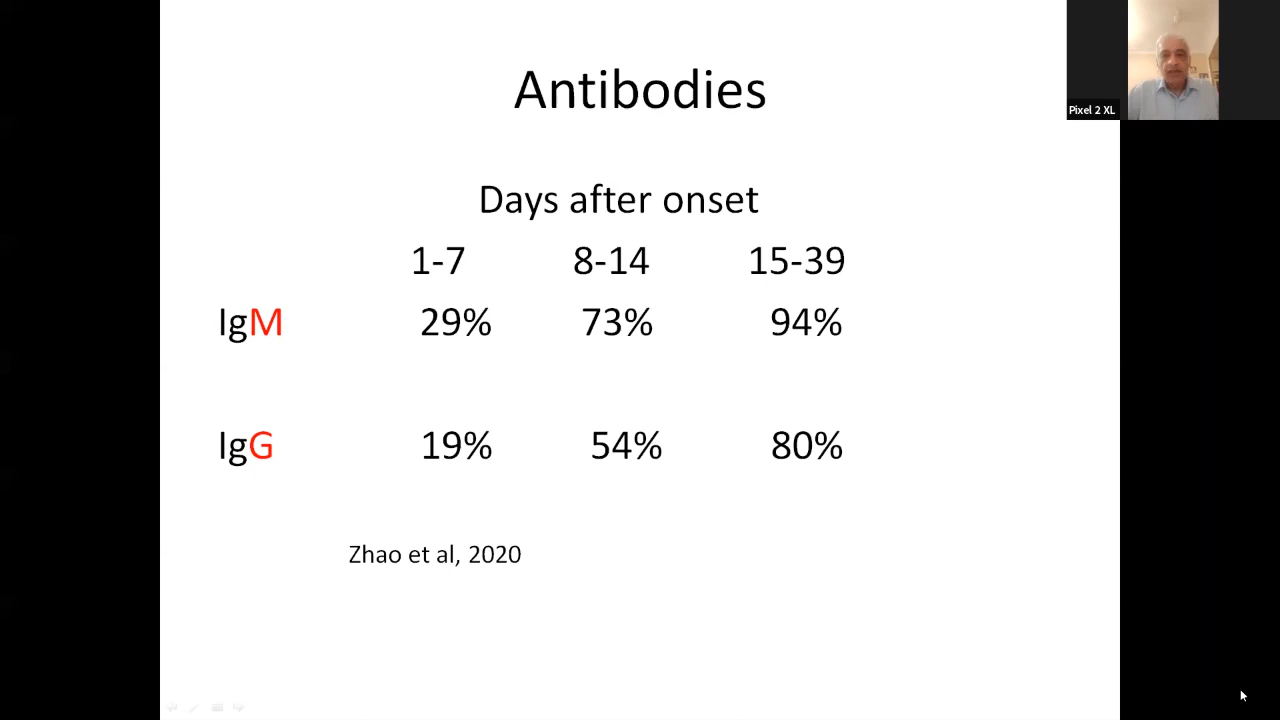 Antibodies
Pixel 2 XL
Days after onset
1-7 8-14 15-39
IgM 29% 73% 94%
IgG 19% 54% 80%
Zhao et al, 2020